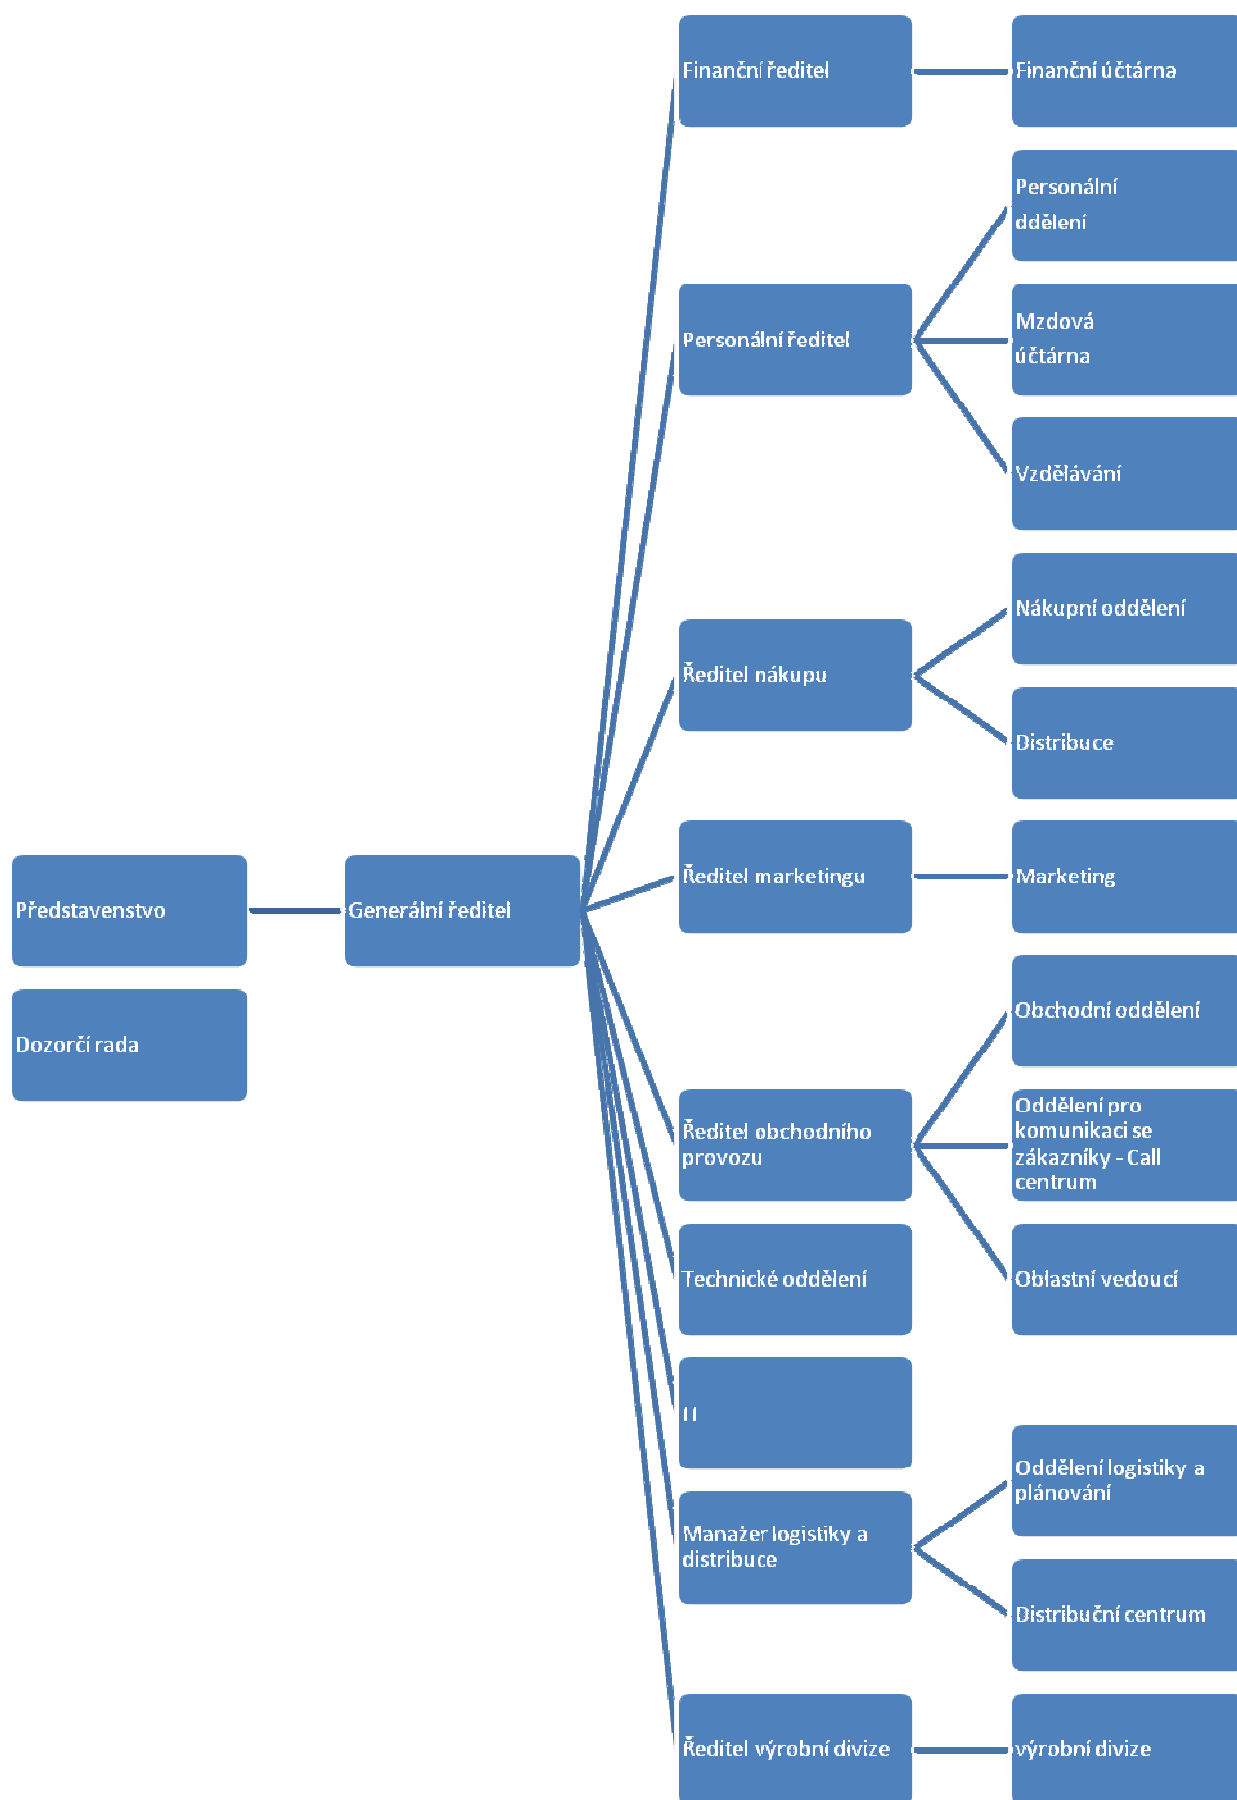 Finanční ředitel
Finanční účtárna
Personální
ddělení
Personální ředitel
Mzdová
účtárna
Vzdělávání
Nákupní oddělení
Ředitel nákupu
Distribuce
Ředitel marketingu
Marketing
Představenstvo
Generální ředitel
Dozorčí rada
Obchodní oddělení
Ředitel obchodního
provozu
Oddělení pro
komunikaci se
zákazníky - Call
centrum
Technické oddělení
Oblastní vedoucí
Manažer logistiky a
distribuce
Oddělení logistiky a
plánování
Distribuční centrum
Ředitel výrobní divize
výrobní divize